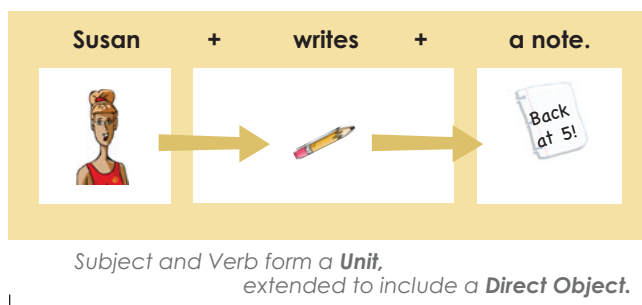 Susan + writes + a note.
Back
at 5!
Subject and Verb form a Unit,
extended to include a Direct Object.